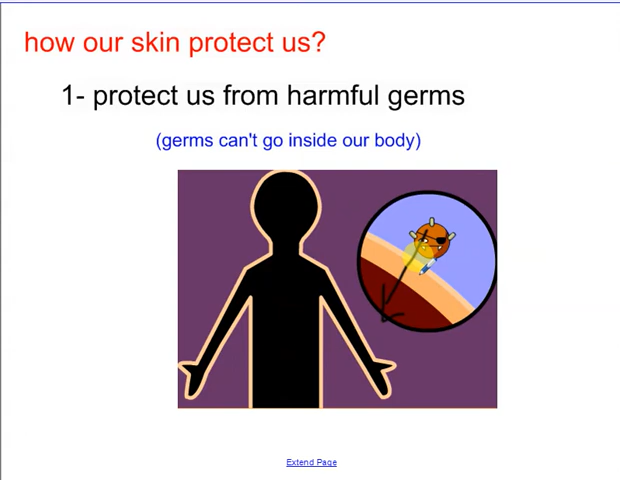 how our skin protect us?
1- protect us from harmful germs
(germs can't go inside our body)
Extend Page